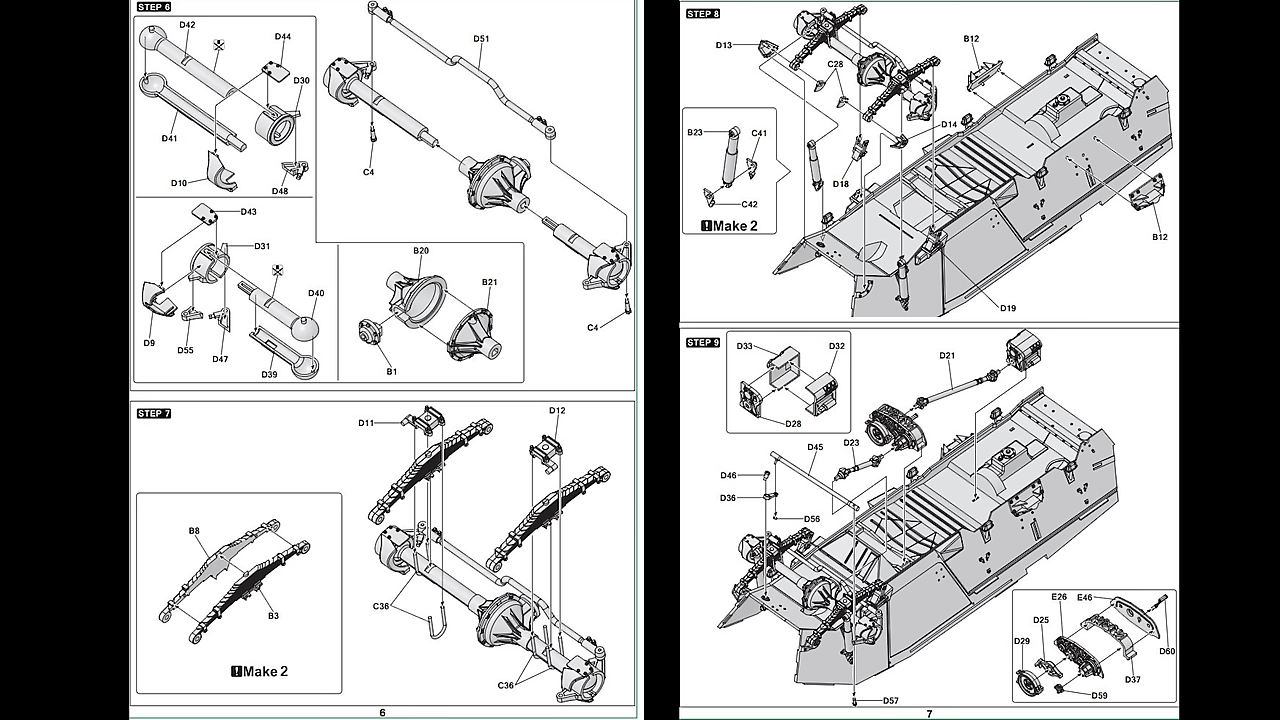 STEP 6
D42
D44
D30
D41
D10
D48
D51
C4
C4
D43
D31
D9
D55
D47
D40
D39
B20
B21
B1
STEP 7
D11
D12
B8
B3
Make 2
C36
C36
6
STEP 8
D13
C28
B12
B23
C41
C42
Make 2
D14
D18
B12
D19
STEP 9
D33
D32
D28
D21
D23
D45
D46
D36
D56
D57
E26
E46
D25
D29
D60
D37
D59
7